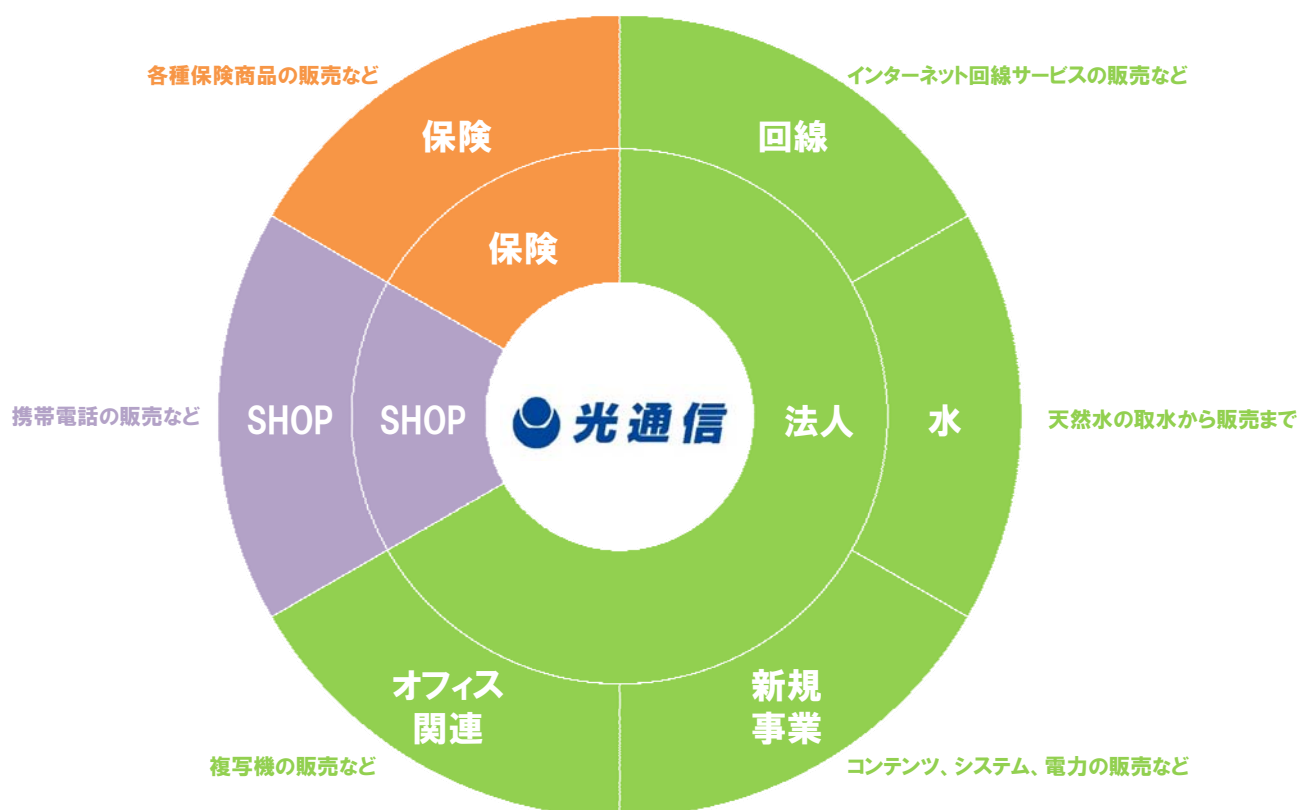 各種保険商品の販売など
インターネット回線サービスの販売など
保険
回線
保険
携帯電話の販売など
SHOP
SHOP
光通信
法人
水
天然水の取水から販売まで
オフィス
関連
新規
事業
複写機の販売など
コンテンツ、システム、電力の販売など